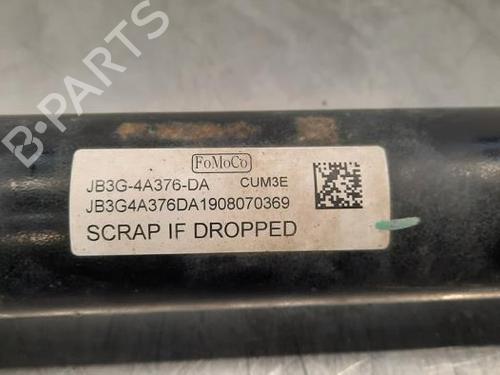 B-PARTS
FoMoCo
JB3G-4A376-DA CUM3E
JB3G4A376DA1908070369
SCRAP IF DROPPED